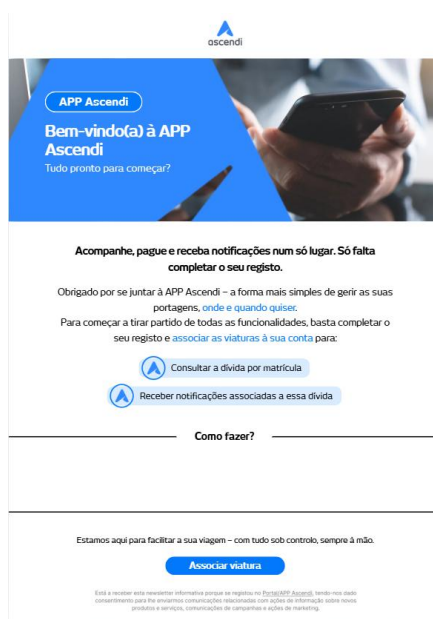 ascendi
APP Ascendi
Bem-vindo(a) à APP
Ascendi
Tudo pronto para começar?
Acompanhe, pague e receba notificações num só lugar. Só falta
completar o seu registo.
Obrigado por se juntar à APP Ascendi – a forma mais simples de gerir as suas
portagens, onde e quando quiser.
Para começar a tirar partido de todas as funcionalidades, basta completar o
seu registo e associar as viaturas à sua conta para:
Consultar a dívida por matrícula
Receber notificações associadas a essa dívida
Como fazer?
Estamos aqui para facilitar a sua viagem – com tudo sob controlo, sempre à mão.
Associar viatura
Está a receber esta newsletter informativa porque se registou no Portal/APP Ascendi, tendo-nos dado
consentimento para lhe enviarmos comunicações relacionadas com ações de informação sobre novos
produtos e serviços, comunicações de campanhas e ações de marketing.